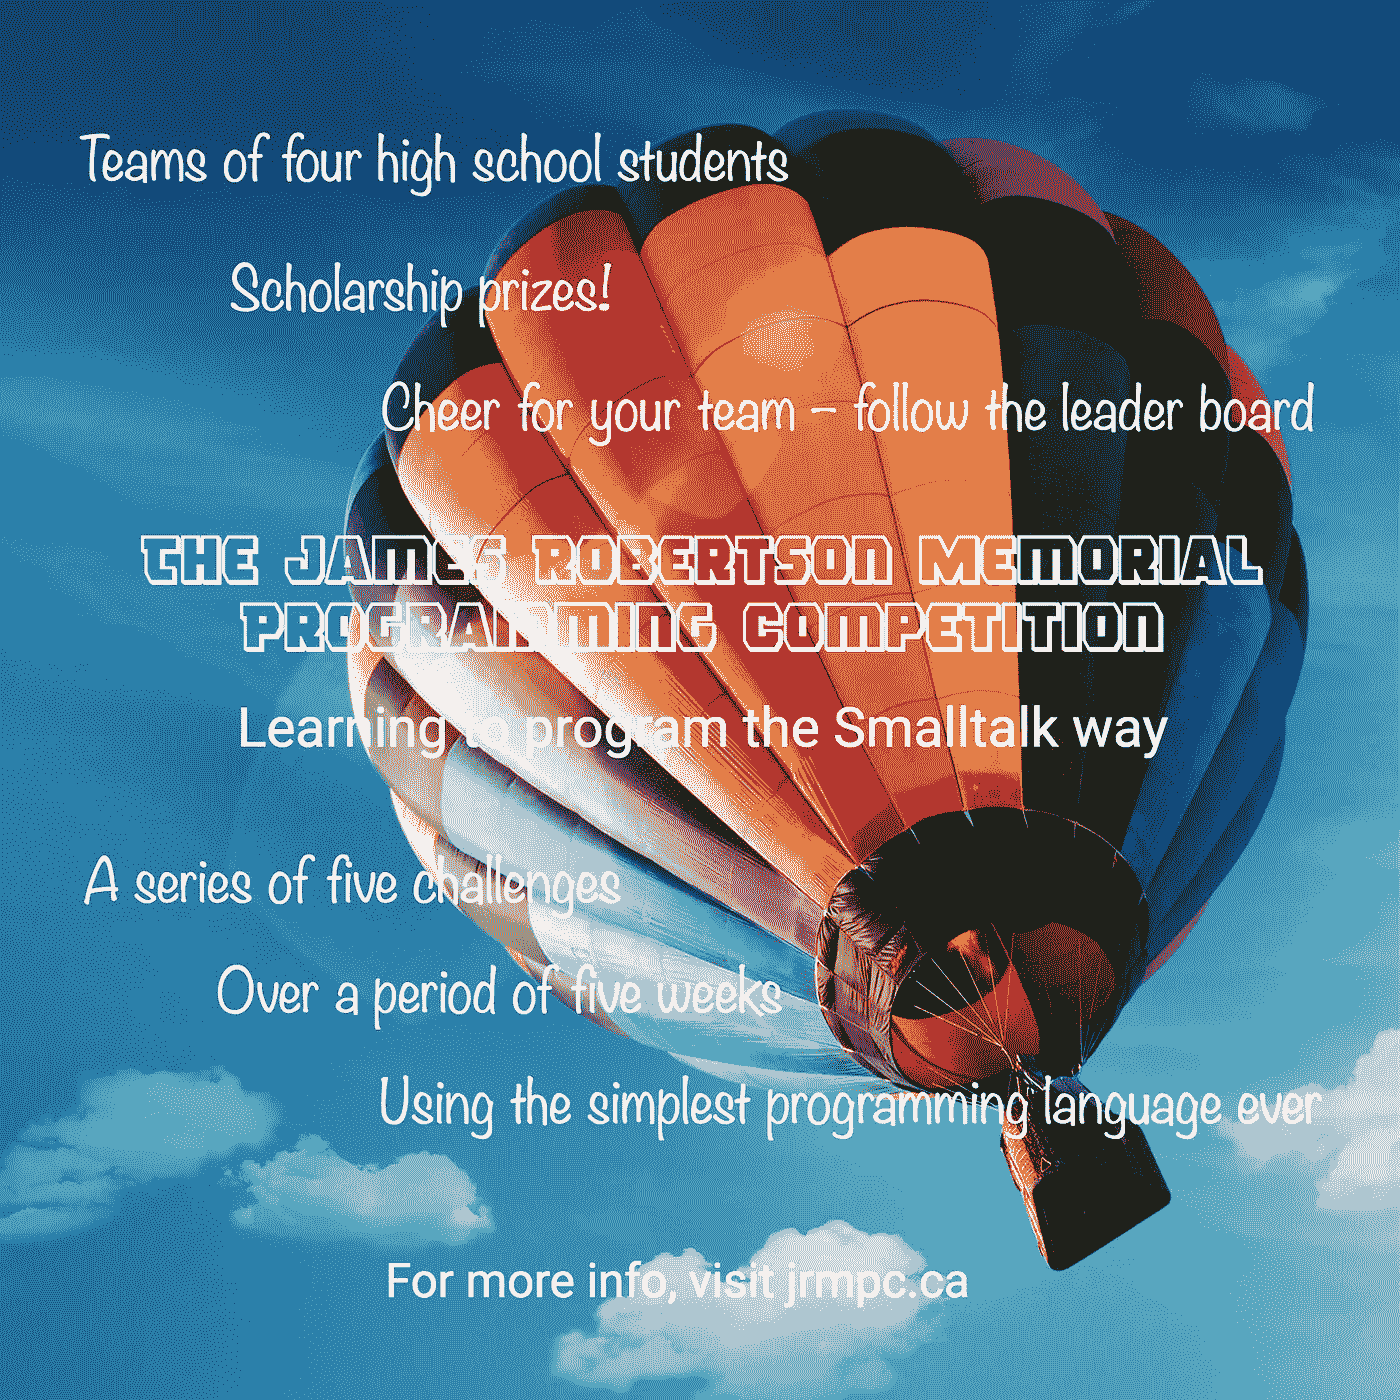 Teams of four high school students
Scholarship prizes!
Cheer for your team – follow the leader board
THE JAMES ROBERTSON MEMORIAL
PROGRAMMING COMPETITION
Learning to program the Smalltalk way
A series of five challenges
Over a period of five weeks
Using the simplest programming language ever
For more info, visit jrmpc.ca